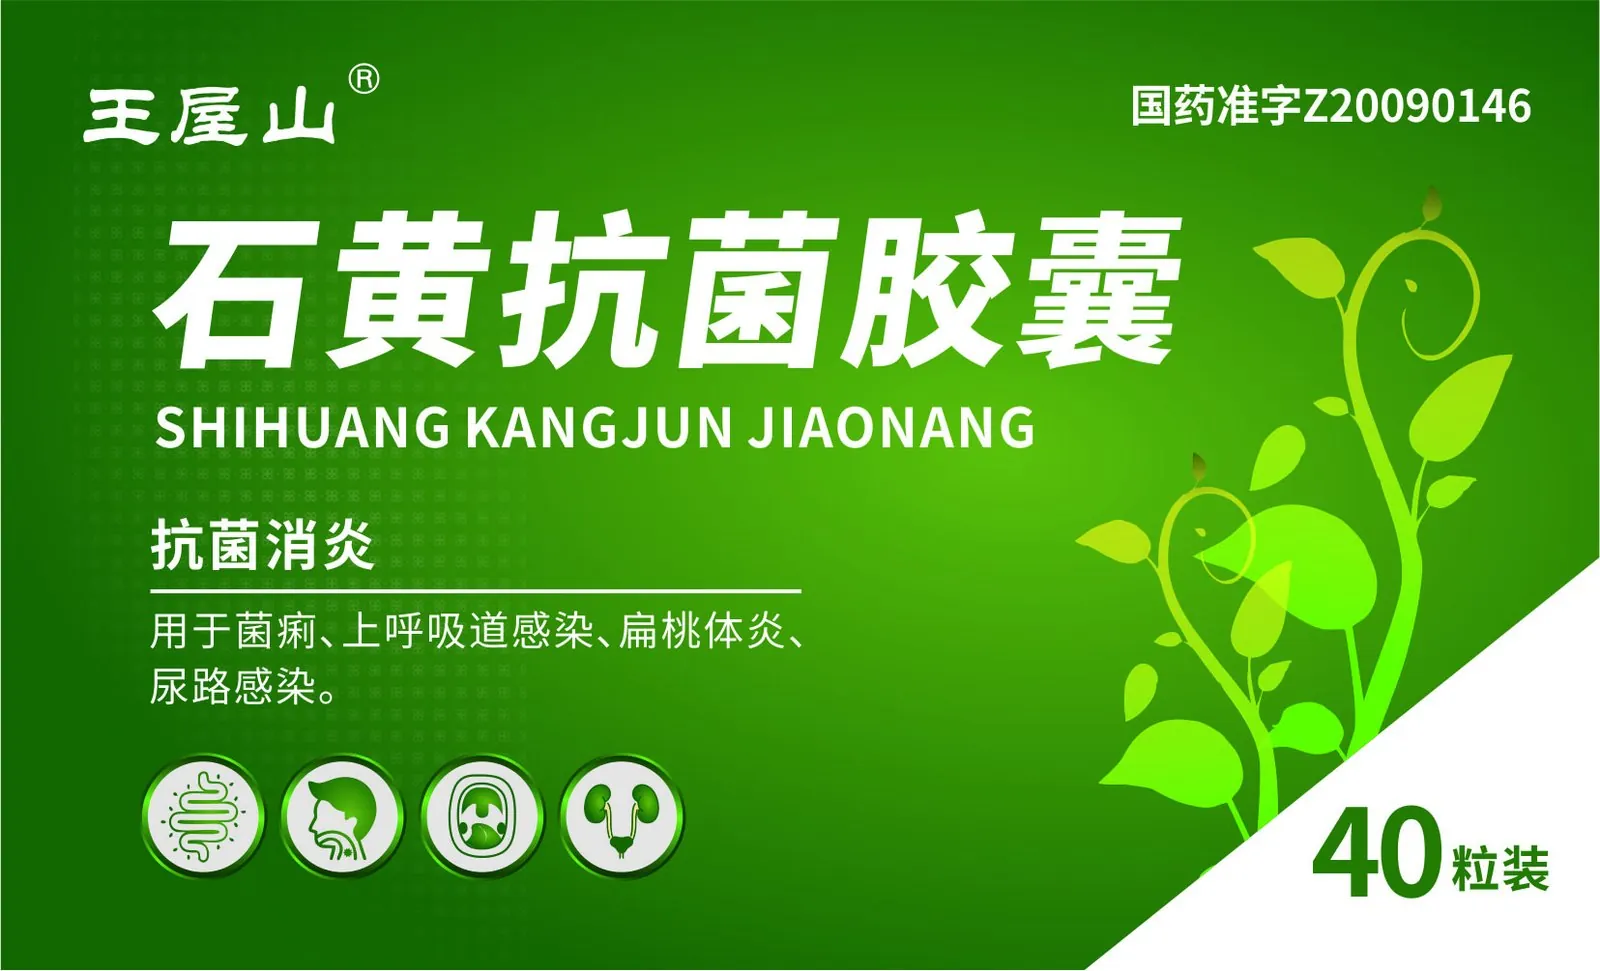 王屋山®
国药准字Z20090146
石黄抗菌胶囊
SHIHUANG KANGJUN JIAONANG
抗菌消炎
用于菌痢、上呼吸道感染、扁桃体炎、
尿路感染。
40粒装